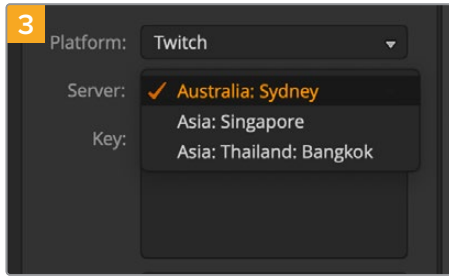 3
Platform: Twitch
Server: ✓ Australia: Sydney
Asia: Singapore
Key:
Asia: Thailand: Bangkok